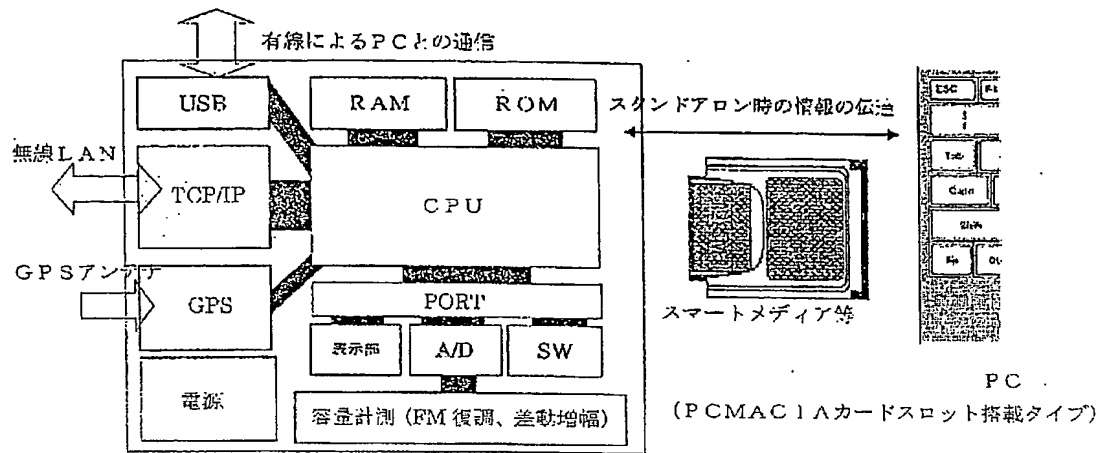 有線によるPCとの通信
USB
RAM
ROM
スタンドアロン時の情報の伝達
無線LAN
TCP/IP
CPU
GPSアンテナ
GPS
PORT
スマートメディア等
表示部
A/D
SW
電源
容量計測（FM復調、差動増幅）
PC
（PCMAC1Aカードスロット搭載タイプ）
ESC
Tab
Shift